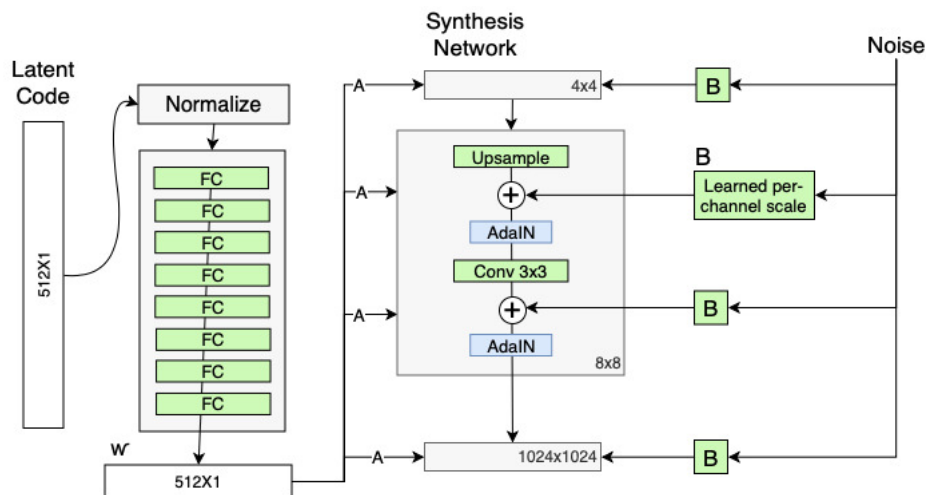 Latent
Code
512X1
Normalize
FC
FC
FC
FC
FC
FC
FC
FC
w
512X1
Synthesis
Network
A
4x4
B
Noise
Upsample
A
B
Learned per-
channel scale
AdaIN
Conv 3x3
A
B
AdaIN
8x8
A
1024x1024
B